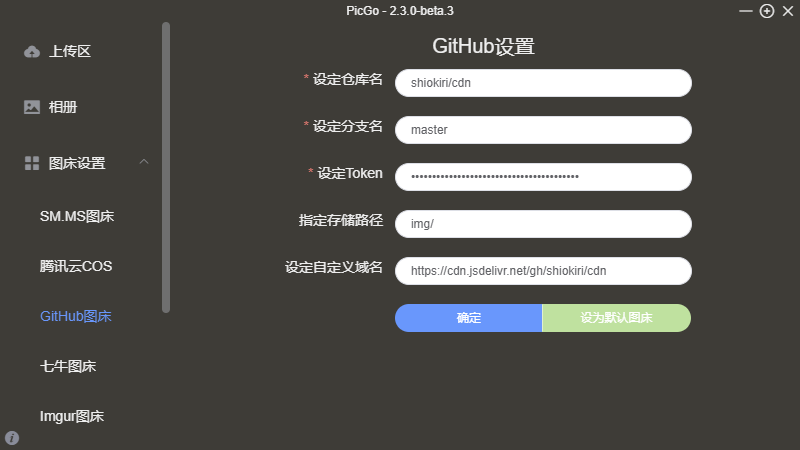 PicGo - 2.3.0-beta.3
上传区
相册
图床设置
SM.MS图床
腾讯云COS
GitHub图床
七牛图床
Imgur图床
GitHub设置
* 设定仓库名 shiokiri/cdn
* 设定分支名 master
* 设定Token ••••••••••••••••••••••••••••••••••••••••
指定存储路径 img/
设定自定义域名 https://cdn.jsdelivr.net/gh/shiokiri/cdn
确定 设为默认图床